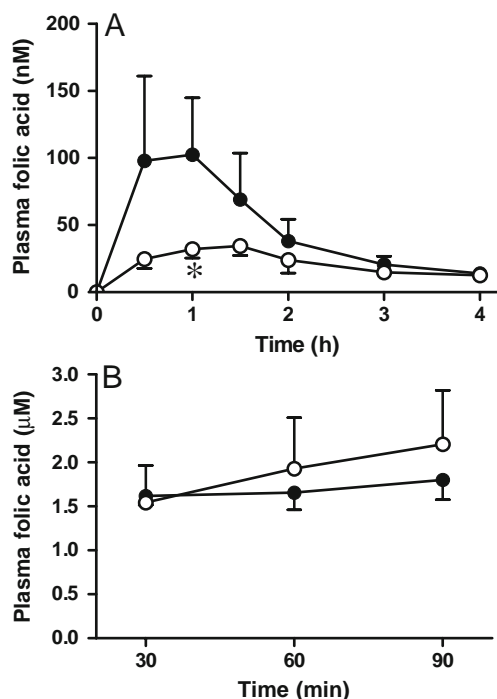 A
Plasma folic acid (nM)
200
150
100
50
0
*
0 1 2 3 4
Time (h)
B
Plasma folic acid (μM)
3.0
2.5
2.0
1.5
1.0
0.5
0.0
30 60 90
Time (min)